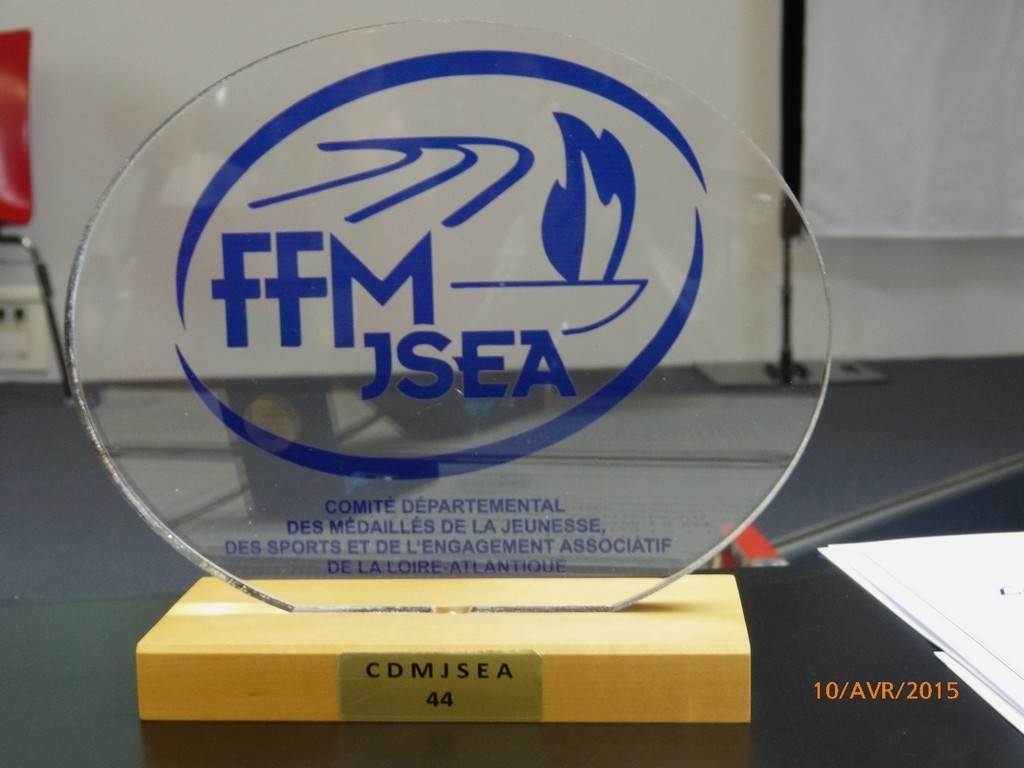 FFM
JSEA
COMITÉ DÉPARTEMENTAL
DES MÉDAILLÉS DE LA JEUNESSE,
DES SPORTS ET DE L'ENGAGEMENT ASSOCIATIF
DE LA LOIRE-ATLANTIQUE
CDMJSEA
44
10/AVR/2015